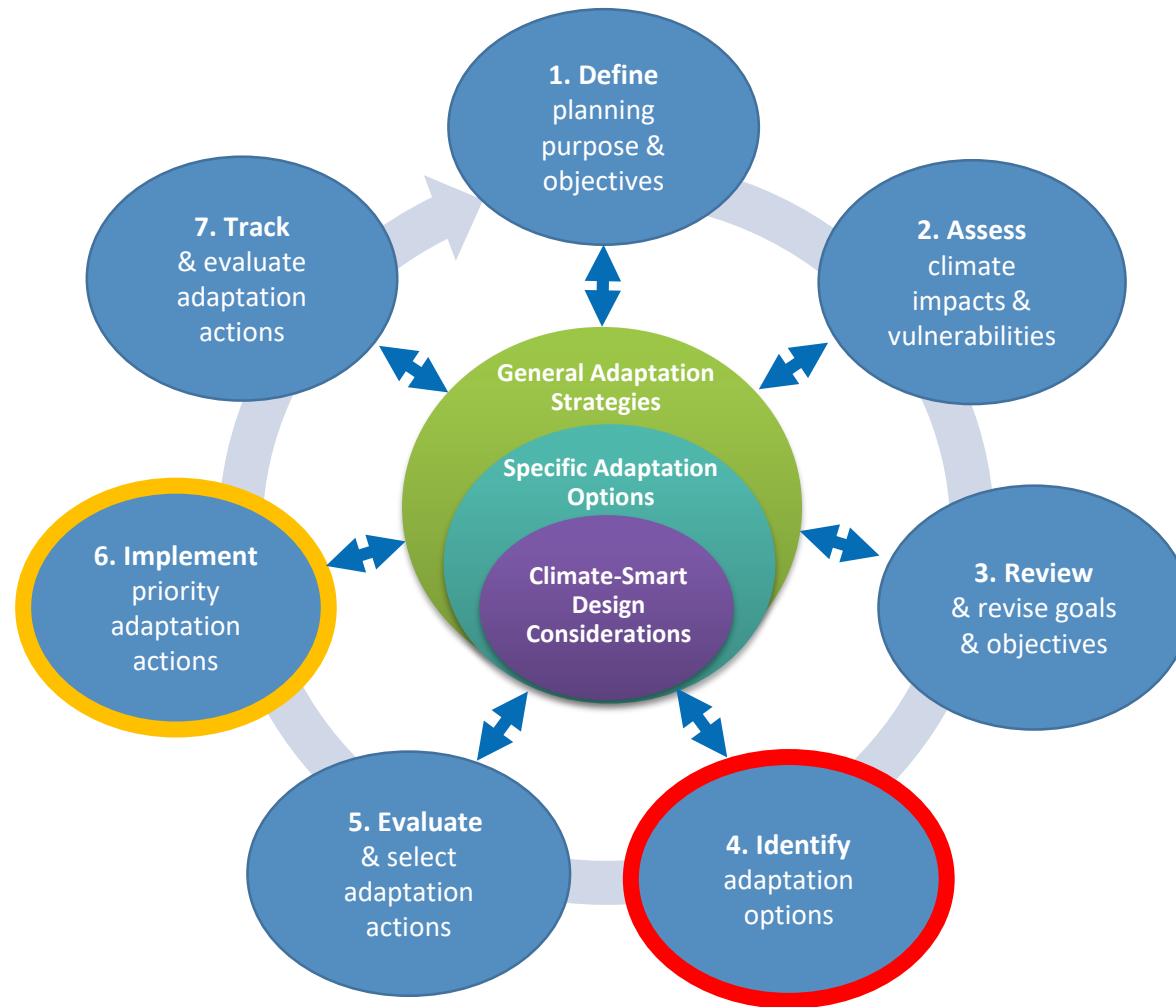 1. Define
planning
purpose &
objectives
2. Assess
climate
impacts &
vulnerabilities
3. Review
& revise goals
& objectives
4. Identify
adaptation
options
5. Evaluate
& select
adaptation
actions
6. Implement
priority
adaptation
actions
7. Track
& evaluate
adaptation
actions
General Adaptation
Strategies
Specific Adaptation
Options
Climate-Smart
Design
Considerations